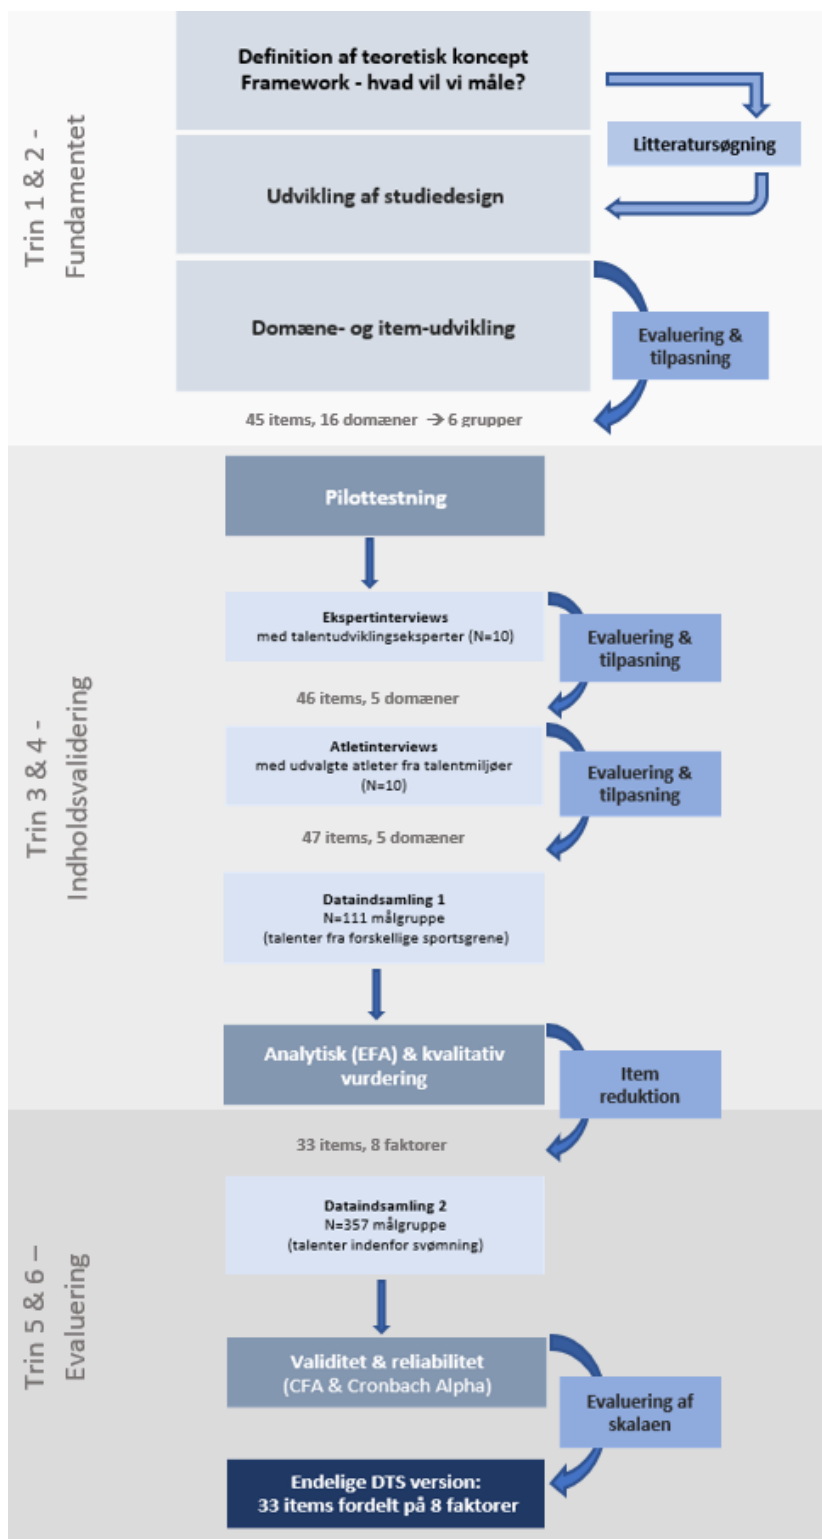 Trin 1 & 2 -
Fundamentet
Definition af teoretisk koncept
Framework - hvad vil vi måle?
Litteratursøgning
Udvikling af studiedesign
Domæne- og item-udvikling
Evaluering &
tilpasning
45 items, 16 domæner → 6 grupper
Trin 3 & 4 -
Indholdsvalidering
Pilottestning
Ekspertinterviews
med talentudviklingseksperter (N=10)
Evaluering &
tilpasning
46 items, 5 domæner
Atletinterviews
med udvalgte atleter fra talentmiljøer
(N=10)
Evaluering &
tilpasning
47 items, 5 domæner
Dataindsamling 1
N=111 målgruppe
(talenter fra forskellige sportsgrene)
Analytisk (EFA) & kvalitativ
vurdering
Item
reduktion
Trin 5 & 6 –
Evaluering
33 items, 8 faktorer
Dataindsamling 2
N=357 målgruppe
(talenter indenfor svømning)
Validitet & reliabilitet
(CFA & Cronbach Alpha)
Evaluering af
skalaen
Endelige DTS version:
33 items fordelt på 8 faktorer